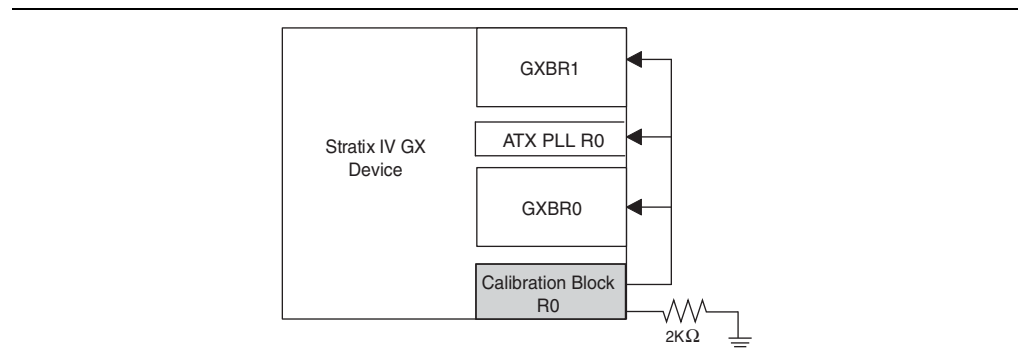 GXBR1
ATX PLL R0
Stratix IV GX
Device
GXBR0
Calibration Block
R0
2KΩ